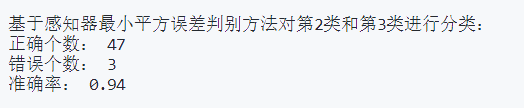 基于感知器最小平方误差判别方法对第2类和第3类进行分类：
正确个数： 47
错误个数： 3
准确率： 0.94